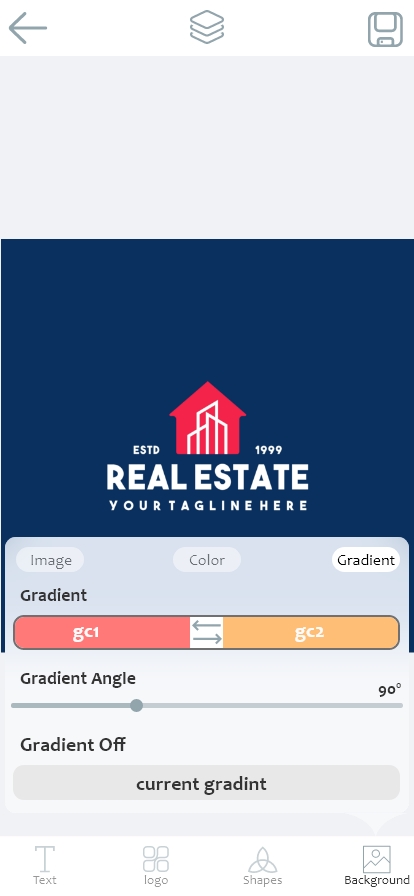 ESTD 1999
REAL ESTATE
YOUR TAGLINE HERE
Image Color Gradient
Gradient
gc1 gc2
Gradient Angle
90°
Gradient Off
current gradint
Text logo Shapes Background